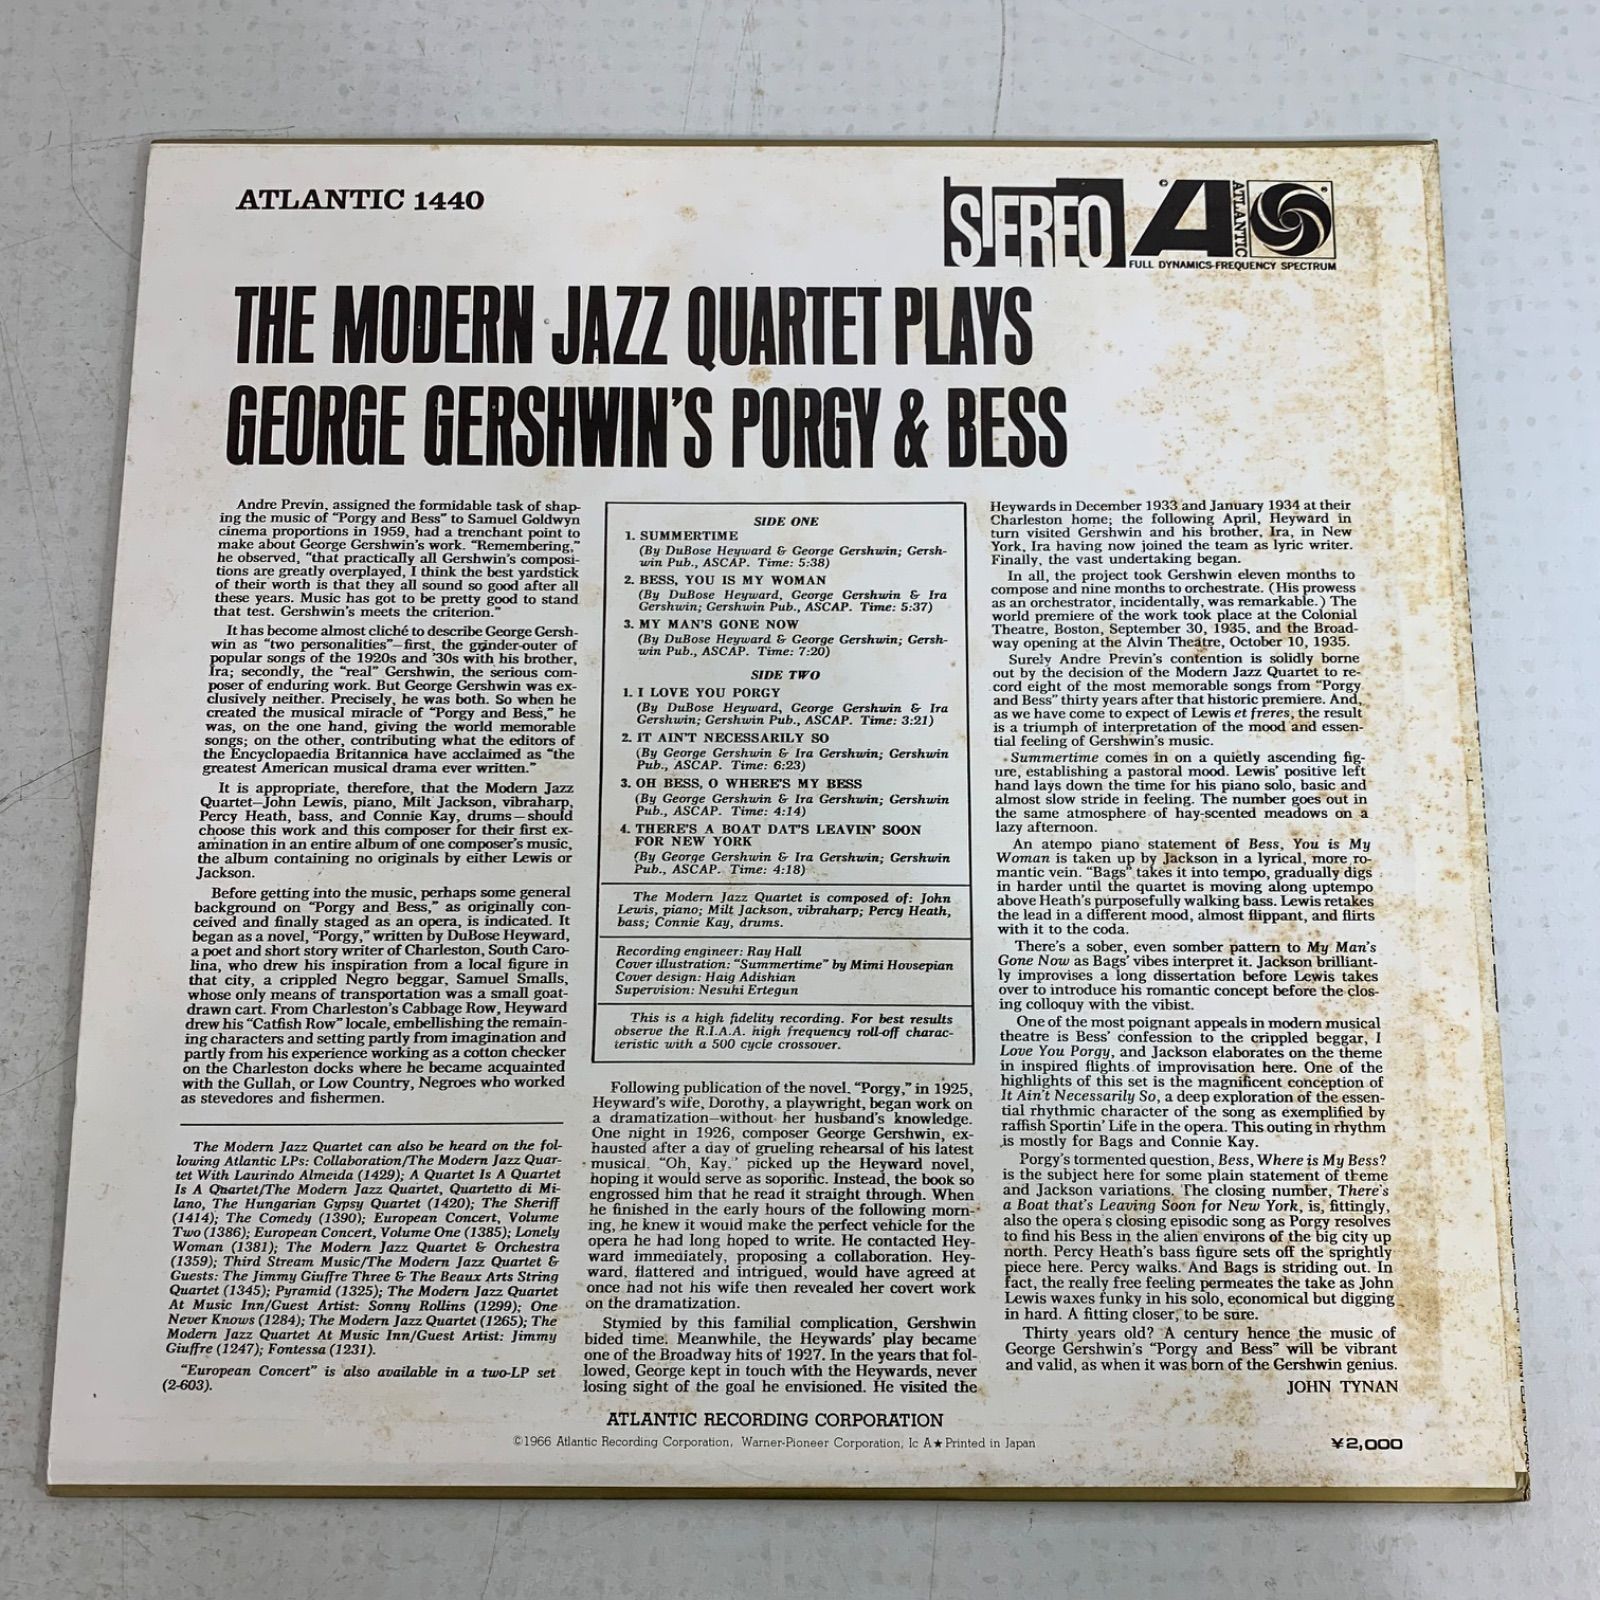 ATLANTIC 1440
STEREO
ATLANTIC
FULL DYNAMICS-FREQUENCY SPECTRUM
THE MODERN JAZZ QUARTET PLAYS
GEORGE GERSHWIN'S PORGY & BESS
Andre Previn, assigned the formidable task of shap-
ing the music of "Porgy and Bess" to Samuel Goldwyn
cinema proportions in 1959, had a trenchant point to
make about George Gershwin's work. "Remembering,"
he observed, "that practically all Gershwin's composi-
tions are greatly overplayed, I think the best yardstick
of their worth is that they all sound so good after all
these years. Music has got to be pretty good to stand
that test. Gershwin's meets the criterion."
It has become almost cliché to describe George Gersh-
win as "two personalities"—first, the grinder-outer of
popular songs of the 1920s and '30s with his brother,
Ira; secondly, the "real" Gershwin, the serious com-
poser of enduring work. But George Gershwin was ex-
clusively neither. Precisely, he was both. So when he
created the musical miracle of "Porgy and Bess," he
was, on the one hand, giving the world memorable
songs; on the other, contributing what the editors of
the Encyclopaedia Britannica have acclaimed as "the
greatest American musical drama ever written."
It is appropriate, therefore, that the Modern Jazz
Quartet—John Lewis, piano, Milt Jackson, vibraharp,
Percy Heath, bass, and Connie Kay, drums—should
choose this work and this composer for their first ex-
amination in an entire album of one composer's music,
the album containing no originals by either Lewis or
Jackson.
Before getting into the music, perhaps some general
background on "Porgy and Bess," as originally con-
ceived and finally staged as an opera, is indicated. It
began as a novel, "Porgy," written by DuBose Heyward,
a poet and short story writer of Charleston, South Caro-
lina, who drew his inspiration from a local figure in
that city, a crippled Negro beggar, Samuel Smalls,
whose only means of transportation was a small goat-
drawn cart. From Charleston's Cabbage Row, Heyward
drew his "Catfish Row" locale, embellishing the remain-
ing characters and setting partly from imagination and
partly from his experience working as a cotton checker
on the Charleston docks where he became acquainted
with the Gullah, or Low Country, Negroes who worked
as stevedores and fishermen.
The Modern Jazz Quartet can also be heard on the fol-
lowing Atlantic LPs: Collaboration/The Modern Jazz Quar-
tet With Laurindo Almeida (1429); A Quartet Is A Quartet
Is A Quartet/The Modern Jazz Quartet, Quartetto di Mi-
lano, The Hungarian Gypsy Quartet (1420); The Sheriff
(1414); The Comedy (1390); European Concert, Volume
Two (1386); European Concert, Volume One (1385); Lonely
Woman (1381); The Modern Jazz Quartet & Orchestra
(1359); Third Stream Music/The Modern Jazz Quartet &
Guests: The Jimmy Giuffre Three & The Beaux Arts String
Quartet (1345); Pyramid (1325); The Modern Jazz Quartet
At Music Inn/Guest Artist: Sonny Rollins (1299); One
Never Knows (1284); The Modern Jazz Quartet (1265); The
Modern Jazz Quartet At Music Inn/Guest Artist: Jimmy
Giuffre (1247); Fontessa (1231).
"European Concert" is also available in a two-LP set
(2-603).
SIDE ONE
1. SUMMERTIME
(By DuBose Heyward & George Gershwin; Gersh-
win Pub., ASCAP. Time: 5:38)
2. BESS, YOU IS MY WOMAN
(By DuBose Heyward, George Gershwin & Ira
Gershwin; Gershwin Pub., ASCAP. Time: 5:37)
3. MY MAN'S GONE NOW
(By DuBose Heyward & George Gershwin; Gersh-
win Pub., ASCAP. Time: 7:20)
SIDE TWO
1. I LOVE YOU PORGY
(By DuBose Heyward, George Gershwin & Ira
Gershwin; Gershwin Pub., ASCAP. Time: 3:21)
2. IT AIN'T NECESSARILY SO
(By George Gershwin & Ira Gershwin; Gershwin
Pub., ASCAP. Time: 6:23)
3. OH BESS, O WHERE'S MY BESS
(By George Gershwin & Ira Gershwin; Gershwin
Pub., ASCAP. Time: 4:14)
4. THERE'S A BOAT DAT'S LEAVIN' SOON
FOR NEW YORK
(By George Gershwin & Ira Gershwin; Gershwin
Pub., ASCAP. Time: 4:18)
The Modern Jazz Quartet is composed of: John
Lewis, piano; Milt Jackson, vibraharp; Percy Heath,
bass; Connie Kay, drums.
Recording engineer: Ray Hall
Cover illustration: "Summertime" by Mimi Hovsepian
Cover design: Haig Adishian
Supervision: Nesuhi Ertegun
This is a high fidelity recording. For best results
observe the R.I.A.A. high frequency roll-off charac-
teristic with a 500 cycle crossover.
Following publication of the novel, "Porgy," in 1925,
Heyward's wife, Dorothy, a playwright, began work on
a dramatization—without her husband's knowledge.
One night in 1926, composer George Gershwin, ex-
hausted after a day of grueling rehearsal of his latest
musical, "Oh, Kay," picked up the Heyward novel,
hoping it would serve as soporific. Instead, the book so
engrossed him that he read it straight through. When
he finished in the early hours of the following morn-
ing, he knew it would make the perfect vehicle for the
opera he had long hoped to write. He contacted Hey-
ward immediately, proposing a collaboration. Hey-
ward, flattered and intrigued, would have agreed at
once had not his wife then revealed her covert work
on the dramatization.
Stymied by this familial complication, Gershwin
bided time. Meanwhile, the Heywards' play became
one of the Broadway hits of 1927. In the years that fol-
lowed, George kept in touch with the Heywards, never
losing sight of the goal he envisioned. He visited the
Heywards in December 1933 and January 1934 at their
Charleston home; the following April, Heyward in
turn visited Gershwin and his brother, Ira, in New
York, Ira having now joined the team as lyric writer.
Finally, the vast undertaking began.
In all, the project took Gershwin eleven months to
compose and nine months to orchestrate. (His prowess
as an orchestrator, incidentally, was remarkable.) The
world premiere of the work took place at the Colonial
Theatre, Boston, September 30, 1935, and the Broad-
way opening at the Alvin Theatre, October 10, 1935.
Surely Andre Previn's contention is solidly borne
out by the decision of the Modern Jazz Quartet to re-
cord eight of the most memorable songs from "Porgy
and Bess" thirty years after that historic premiere. And,
as we have come to expect of Lewis et freres, the result
is a triumph of interpretation of the mood and essen-
tial feeling of Gershwin's music.
Summertime comes in on a quietly ascending fig-
ure, establishing a pastoral mood. Lewis' positive left
hand lays down the time for his piano solo, basic and
almost slow stride in feeling. The number goes out in
the same atmosphere of hay-scented meadows on a
lazy afternoon.
An atempo piano statement of Bess, You is My
Woman is taken up by Jackson in a lyrical, more ro-
mantic vein. "Bags" takes it into tempo, gradually digs
in harder until the quartet is moving along uptempo
above Heath's purposefully walking bass. Lewis retakes
the lead in a different mood, almost flippant, and flirts
with it to the coda.
There's a sober, even somber pattern to My Man's
Gone Now as Bags' vibes interpret it. Jackson brilliant-
ly improvises a long dissertation before Lewis takes
over to introduce his romantic concept before the clos-
ing colloquy with the vibist.
One of the most poignant appeals in modern musical
theatre is Bess' confession to the crippled beggar, I
Love You Porgy, and Jackson elaborates on the theme
in inspired flights of improvisation here. One of the
highlights of this set is the magnificent conception of
It Ain't Necessarily So, a deep exploration of the essen-
tial rhythmic character of the song as exemplified by
raffish Sportin' Life in the opera. This outing in rhythm
is mostly for Bags and Connie Kay.
Porgy's tormented question, Bess, Where is My Bess?
is the subject here for some plain statement of theme
and Jackson variations. The closing number, There's
a Boat that's Leaving Soon for New York, is, fittingly,
also the opera's closing episodic song as Porgy resolves
to find his Bess in the alien environs of the big city up
north. Percy Heath's bass figure sets off the sprightly
piece here. Percy walks. And Bags is striding out. In
fact, the really free feeling permeates the take as John
Lewis waxes funky in his solo, economical but digging
in hard. A fitting closer, to be sure.
Thirty years old? A century hence the music of
George Gershwin's "Porgy and Bess" will be vibrant
and valid, as when it was born of the Gershwin genius.
JOHN TYNAN
ATLANTIC RECORDING CORPORATION
©1966 Atlantic Recording Corporation, Warner-Pioneer Corporation, Ic A★Printed in Japan
¥2,000